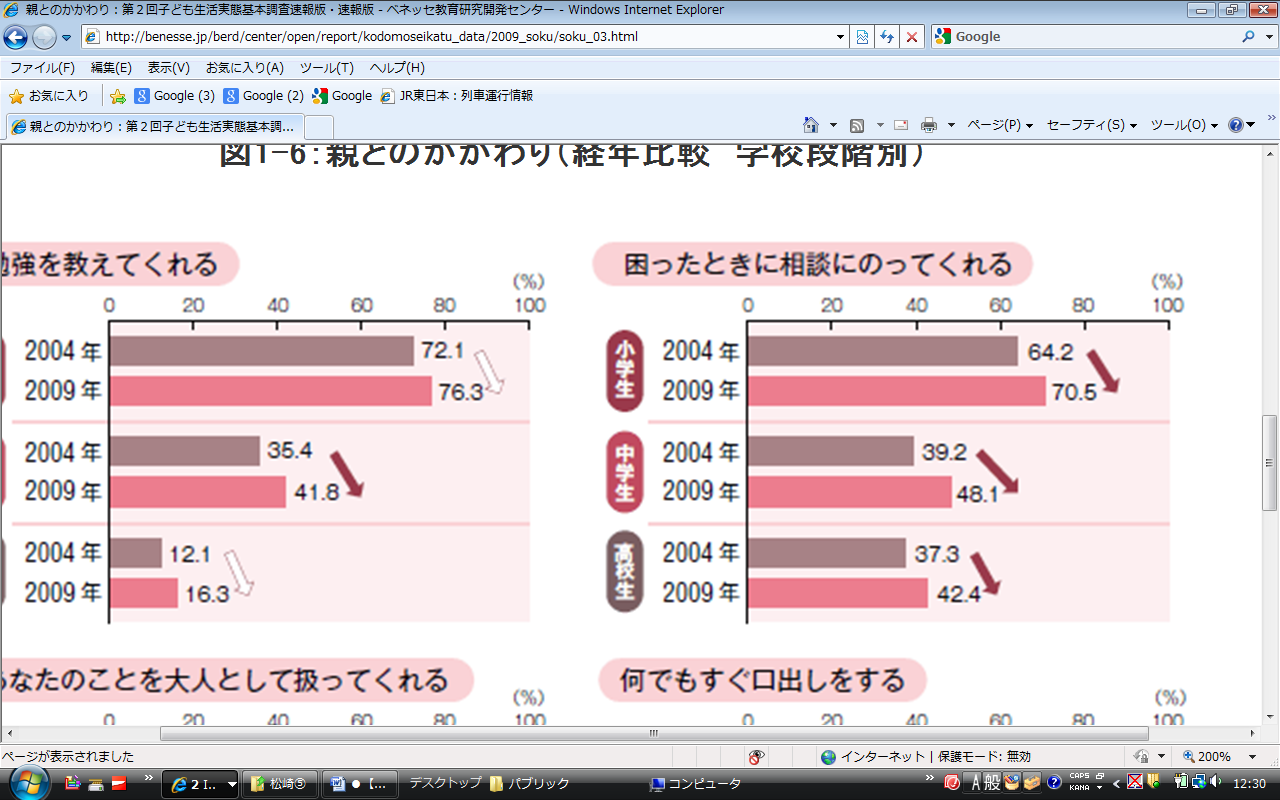 親とのかかわり：第２回子ども生活実態基本調査速報版・速報版 - ベネッセ教育研究開発センター - Windows Internet Explorer
http://benesse.jp/berd/center/open/report/kodomoseikatu_data/2009_soku/soku_03.html
Google
ファイル(F) 編集(E) 表示(V) お気に入り(A) ツール(T) ヘルプ(H)
お気に入り Google (3) Google (2) Google JR東日本：列車運行情報
親とのかかわり：第２回子ども生活実態基本調... ページ(P) セーフティ(S) ツール(O)
図1-6：親とのかかわり（経年比較 学校段階別）
勉強を教えてくれる
(%)
0 20 40 60 80 100
2004年 72.1
2009年 76.3
2004年 35.4
2009年 41.8
2004年 12.1
2009年 16.3
困ったときに相談にのってくれる
(%)
0 20 40 60 80 100
小学生
2004年 64.2
2009年 70.5
中学生
2004年 39.2
2009年 48.1
高校生
2004年 37.3
2009年 42.4
あなたのことを大人として扱ってくれる
(%)
0 20 40 60 80 100
何でもすぐ口出しをする
(%)
0 20 40 60 80 100
ページが表示されました インターネット | 保護モード: 無効 200%
2 I... 松崎⑤ ●【... デスクトップ パブリック コンピュータ A 般 CAPS KANA 12:30